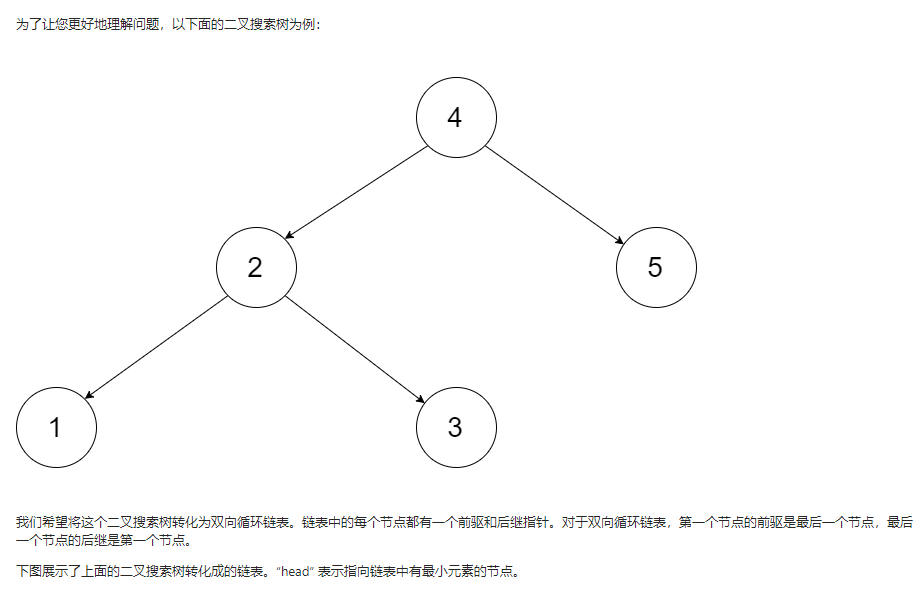 为了让您更好地理解问题，以下面的二叉搜索树为例：
4
2
5
1
3
我们希望将这个二叉搜索树转化为双向循环链表。链表中的每个节点都有一个前驱和后继指针。对于双向循环链表，第一个节点的前驱是最后一个节点，最后
一个节点的后继是第一个节点。
下图展示了上面的二叉搜索树转化成的链表。“head” 表示指向链表中有最小元素的节点。